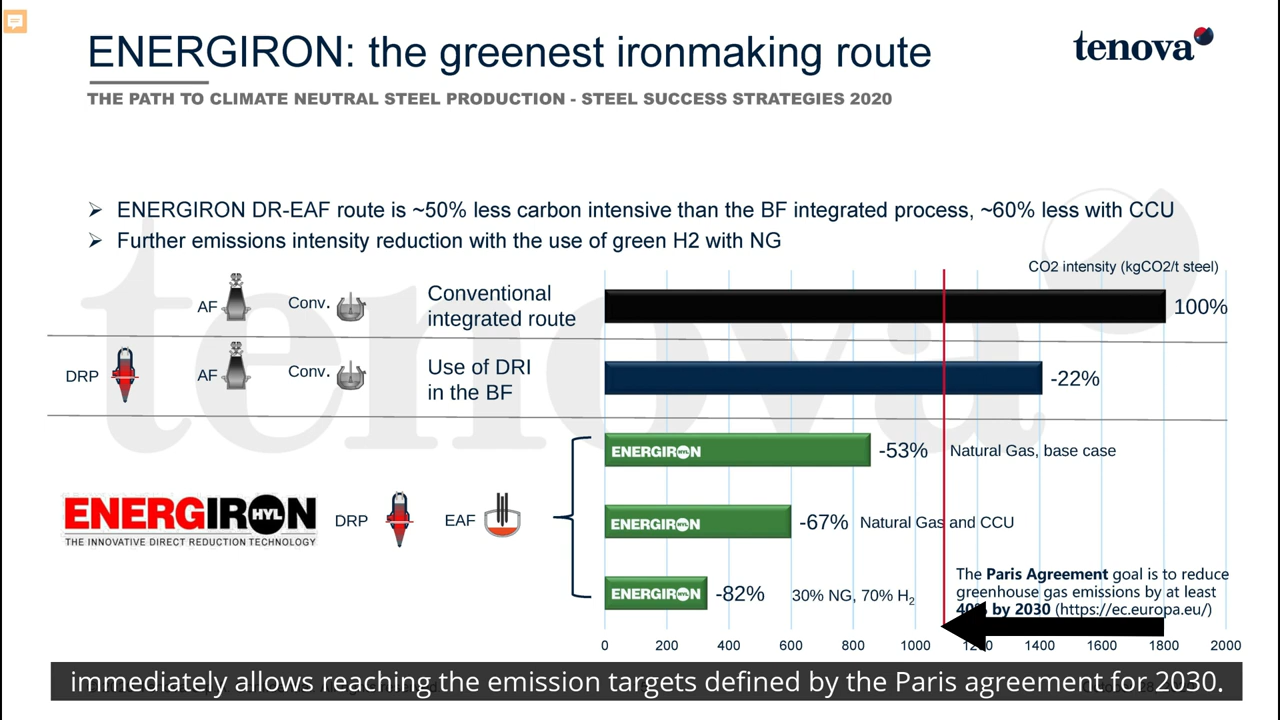 ENERGIRON: the greenest ironmaking route
tenova
THE PATH TO CLIMATE NEUTRAL STEEL PRODUCTION - STEEL SUCCESS STRATEGIES 2020
➢ ENERGIRON DR-EAF route is ~50% less carbon intensive than the BF integrated process, ~60% less with CCU
➢ Further emissions intensity reduction with the use of green H2 with NG
CO2 intensity (kgCO2/t steel)
AF Conv. Conventional
integrated route
100%
DRP AF Conv. Use of DRI
in the BF
-22%
ENERGIRON HYL
THE INNOVATIVE DIRECT REDUCTION TECHNOLOGY
DRP EAF
ENERGIRON -53% Natural Gas, base case
ENERGIRON -67% Natural Gas and CCU
ENERGIRON -82% 30% NG, 70% H2
The Paris Agreement goal is to reduce
greenhouse gas emissions by at least
40% by 2030 (https://ec.europa.eu/)
0 200 400 600 800 1000 1200 1400 1600 1800 2000
tenova
immediately allows reaching the emission targets defined by the Paris agreement for 2030.